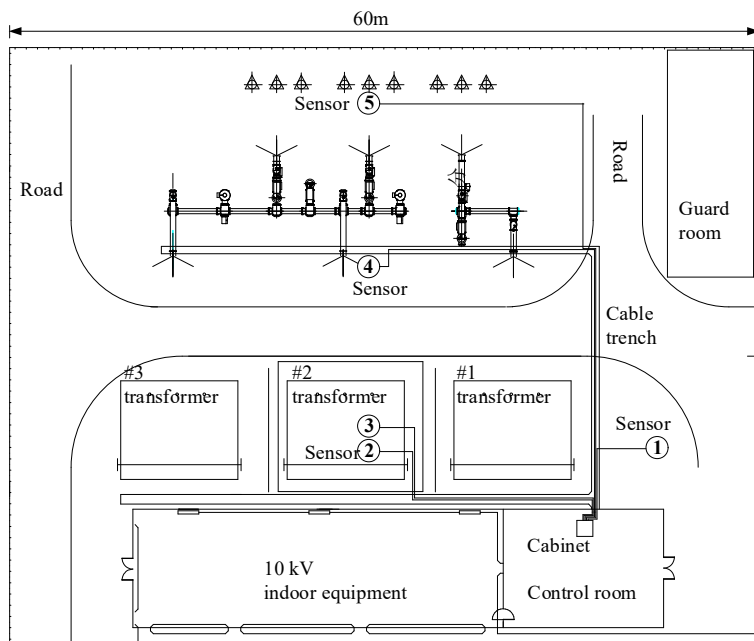 60m
Sensor 5
Road
Road
Guard
room
4
Sensor
Cable
trench
#3
transformer
#2
transformer
#1
transformer
3
Sensor 2
Sensor
1
Cabinet
10 kV
indoor equipment
Control room